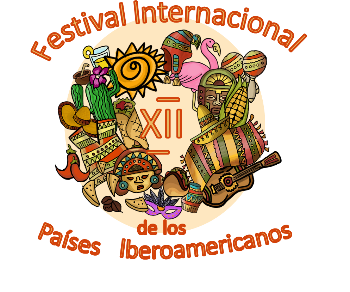 Festival Internacional
XII
de los
Países Iberoamericanos